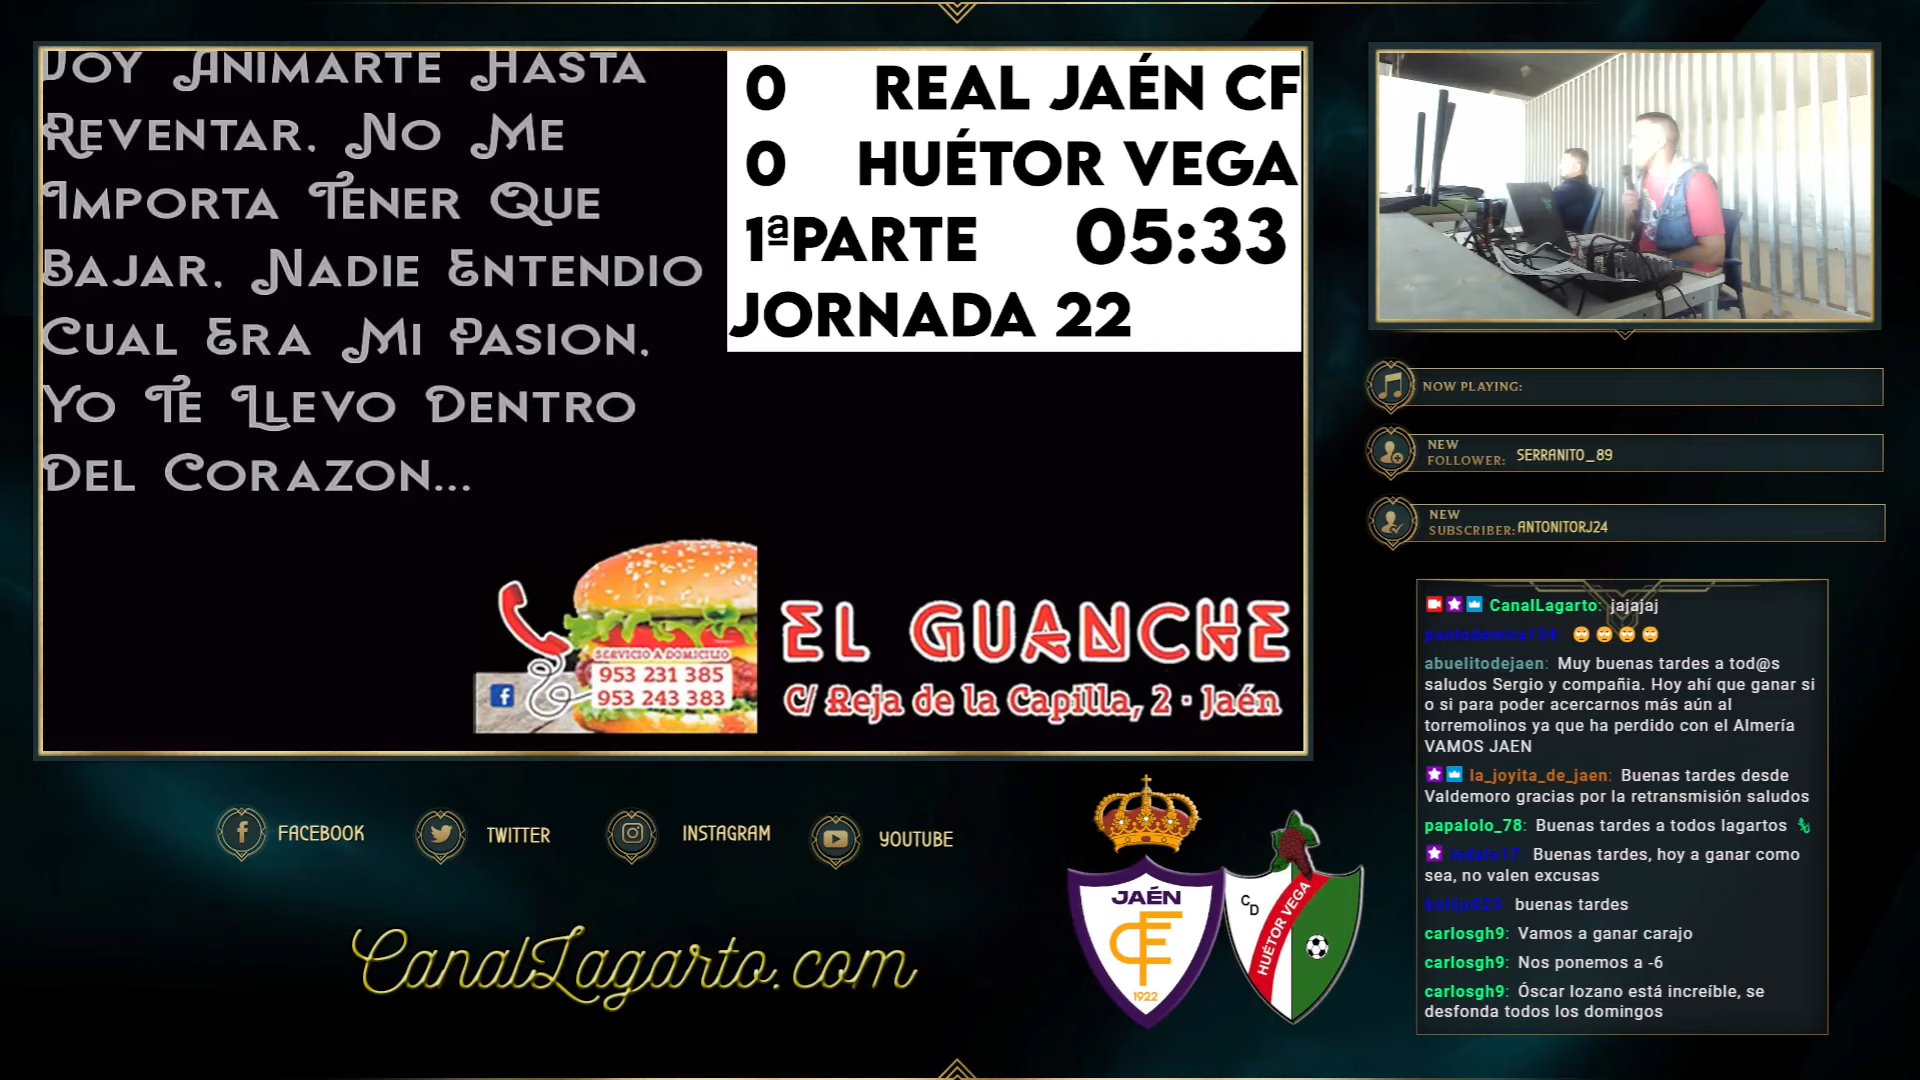 Voy Animarte Hasta
Reventar. No Me
Importa Tener Que
Bajar. Nadie Entendio
Cual Era Mi Pasion.
Yo Te Llevo Dentro
Del Corazon...
0 REAL JAÉN CF
0 HUÉTOR VEGA
1ªPARTE 05:33
JORNADA 22
SERVICIO A DOMICILIO
953 231 385
953 243 383
EL GUANCHE
C/ Reja de la Capilla, 2 · Jaén
NOW PLAYING:
NEW
FOLLOWER: SERRANITO_89
NEW
SUBSCRIBER: ANTONITORJ24
CanalLagarto: jajajaj
puntodemira134: 🙄 🙄 🙄 🙄
abuelitodejaen: Muy buenas tardes a tod@s
saludos Sergio y compañia. Hoy ahí que ganar si
o si para poder acercarnos más aún al
torremolinos ya que ha perdido con el Almería
VAMOS JAEN
la_joyita_de_jaen: Buenas tardes desde
Valdemoro gracias por la retransmisión saludos
papalolo_78: Buenas tardes a todos lagartos 🦎
indalo17: Buenas tardes, hoy a ganar como
sea, no valen excusas
buenas tardes
carlosgh9: Vamos a ganar carajo
carlosgh9: Nos ponemos a -6
carlosgh9: Óscar lozano está increíble, se
desfonda todos los domingos
FACEBOOK
TWITTER
INSTAGRAM
YOUTUBE
CanalLagarto.com
JAÉN
CF
1922
CD
HUÉTOR VEGA